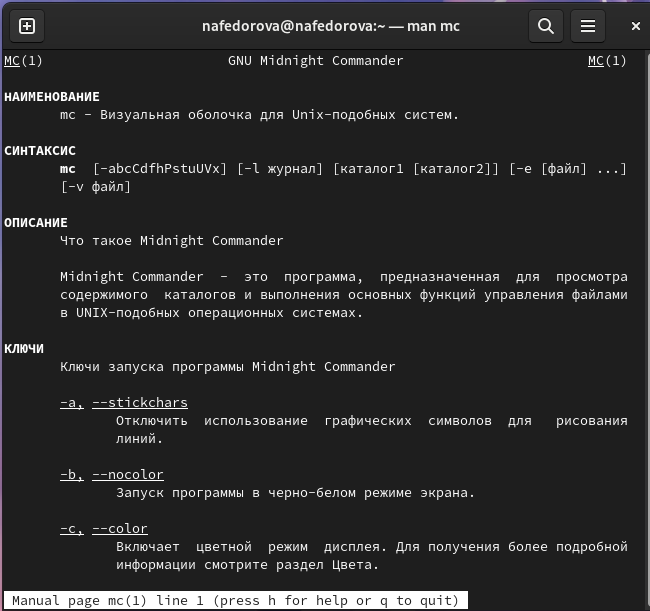 nafedorova@nafedorova:~ — man mc
MC(1) GNU Midnight Commander MC(1)
НАИМЕНОВАНИЕ
mc - Визуальная оболочка для Unix-подобных систем.
СИНТАКСИС
mc [-abcCdfhPstuUVx] [-l журнал] [каталог1 [каталог2]] [-e [файл] ...]
[-v файл]
ОПИСАНИЕ
Что такое Midnight Commander
Midnight Commander - это программа, предназначенная для просмотра
содержимого каталогов и выполнения основных функций управления файлами
в UNIX-подобных операционных системах.
КЛЮЧИ
Ключи запуска программы Midnight Commander
-a, --stickchars
Отключить использование графических символов для рисования
линий.
-b, --nocolor
Запуск программы в черно-белом режиме экрана.
-c, --color
Включает цветной режим дисплея. Для получения более подробной
информации смотрите раздел Цвета.
Manual page mc(1) line 1 (press h for help or q to quit)